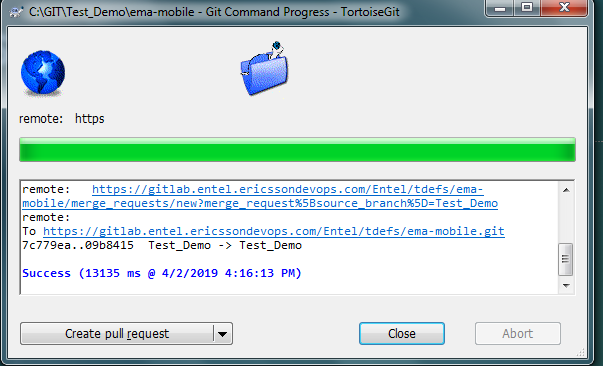 C:\GIT\Test_Demo\ema-mobile - Git Command Progress - TortoiseGit
remote: https
remote: https://gitlab.entel.ericssondevops.com/Entel/tdefs/ema-
mobile/merge_requests/new?merge_request%5Bsource_branch%5D=Test_Demo
remote:
To https://gitlab.entel.ericssondevops.com/Entel/tdefs/ema-mobile.git
7c779ea..09b8415 Test_Demo -> Test_Demo
Success (13135 ms @ 4/2/2019 4:16:13 PM)
Create pull request
Close
Abort